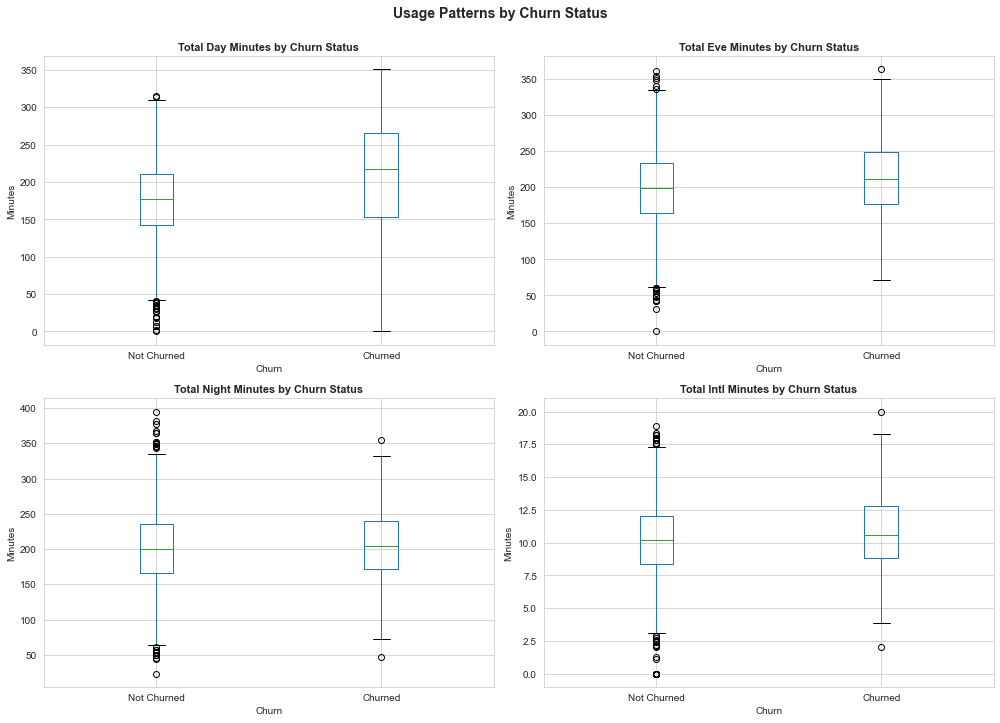 Usage Patterns by Churn Status
Total Day Minutes by Churn Status
350
300
250
200
150
100
50
0
Minutes
Not Churned
Churned
Churn
Total Eve Minutes by Churn Status
350
300
250
200
150
100
50
0
Minutes
Not Churned
Churned
Churn
Total Night Minutes by Churn Status
400
350
300
250
200
150
100
50
Minutes
Not Churned
Churned
Churn
Total Intl Minutes by Churn Status
20.0
17.5
15.0
12.5
10.0
7.5
5.0
2.5
0.0
Minutes
Not Churned
Churned
Churn